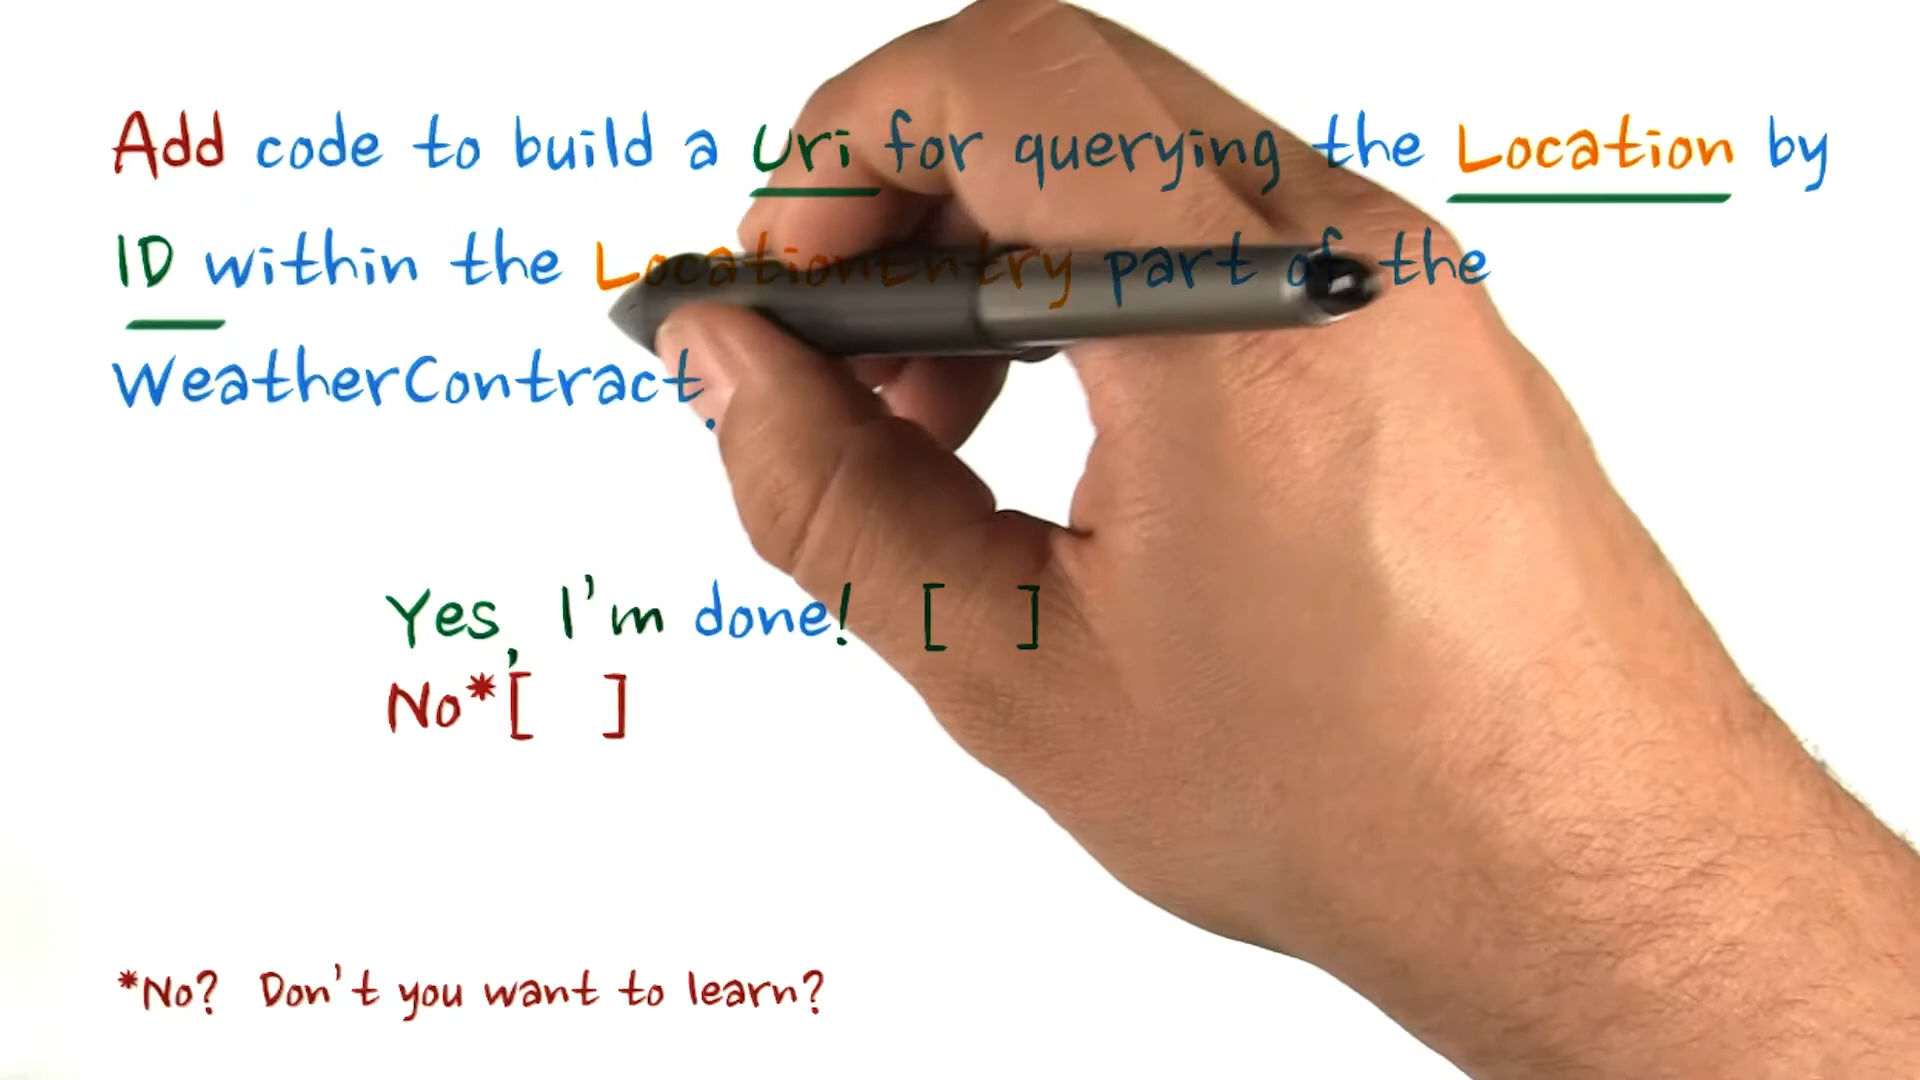 Add code to build a Uri for querying the Location by
ID within the LocationEntry part of the
WeatherContract.
Yes, I'm done! [ ]
No*[ ]
*No? Don't you want to learn?